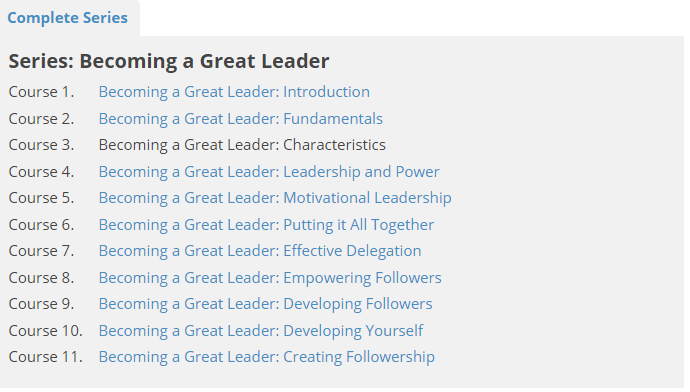 Complete Series
Series: Becoming a Great Leader
Course 1. Becoming a Great Leader: Introduction
Course 2. Becoming a Great Leader: Fundamentals
Course 3. Becoming a Great Leader: Characteristics
Course 4. Becoming a Great Leader: Leadership and Power
Course 5. Becoming a Great Leader: Motivational Leadership
Course 6. Becoming a Great Leader: Putting it All Together
Course 7. Becoming a Great Leader: Effective Delegation
Course 8. Becoming a Great Leader: Empowering Followers
Course 9. Becoming a Great Leader: Developing Followers
Course 10. Becoming a Great Leader: Developing Yourself
Course 11. Becoming a Great Leader: Creating Followership